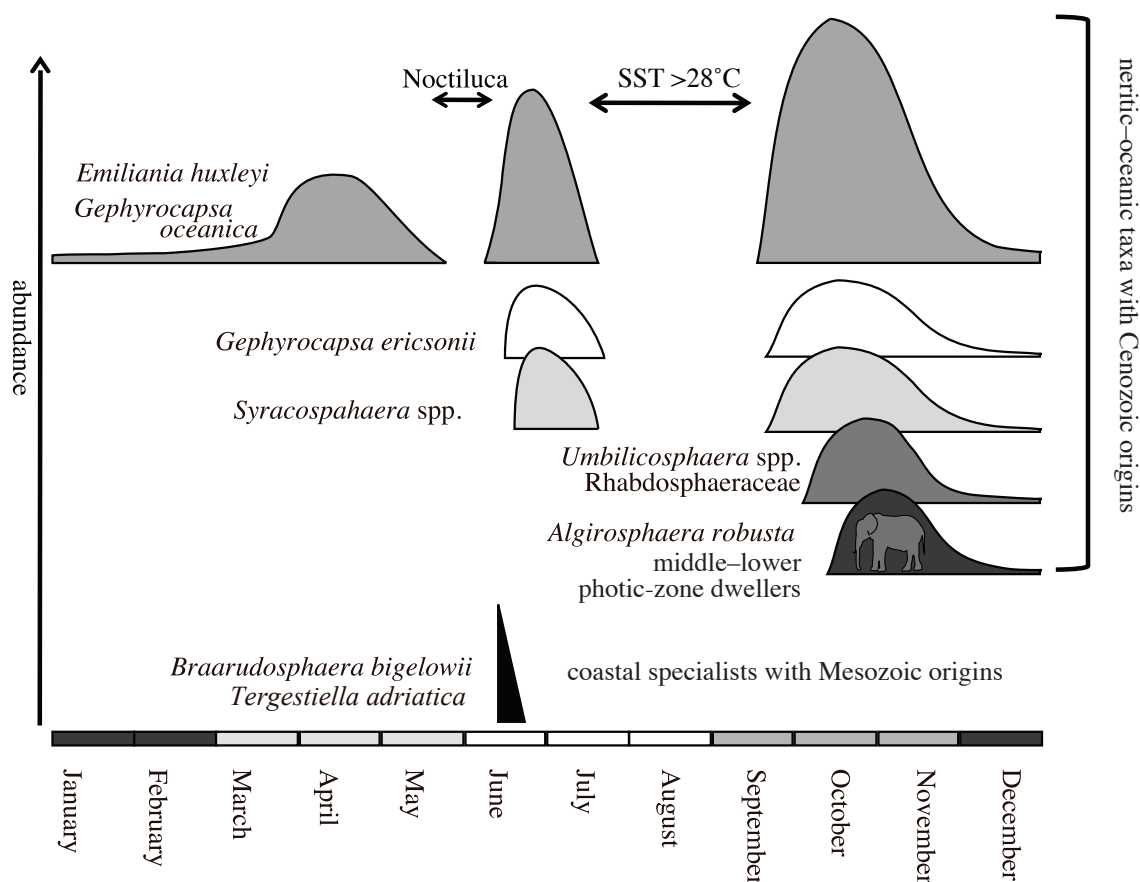 Noctiluca
SST >28°C
Emiliania huxleyi
Gephyrocapsa
oceanica
Gephyrocapsa ericsonii
Syracospahaera spp.
Umbilicosphaera spp.
Rhabdosphaeraceae
Algirosphaera robusta
middle–lower
photic-zone dwellers
Braarudosphaera bigelowii
Tergestiella adriatica
coastal specialists with Mesozoic origins
abundance
neritic–oceanic taxa with Cenozoic origins
January
February
March
April
May
June
July
August
September
October
November
December